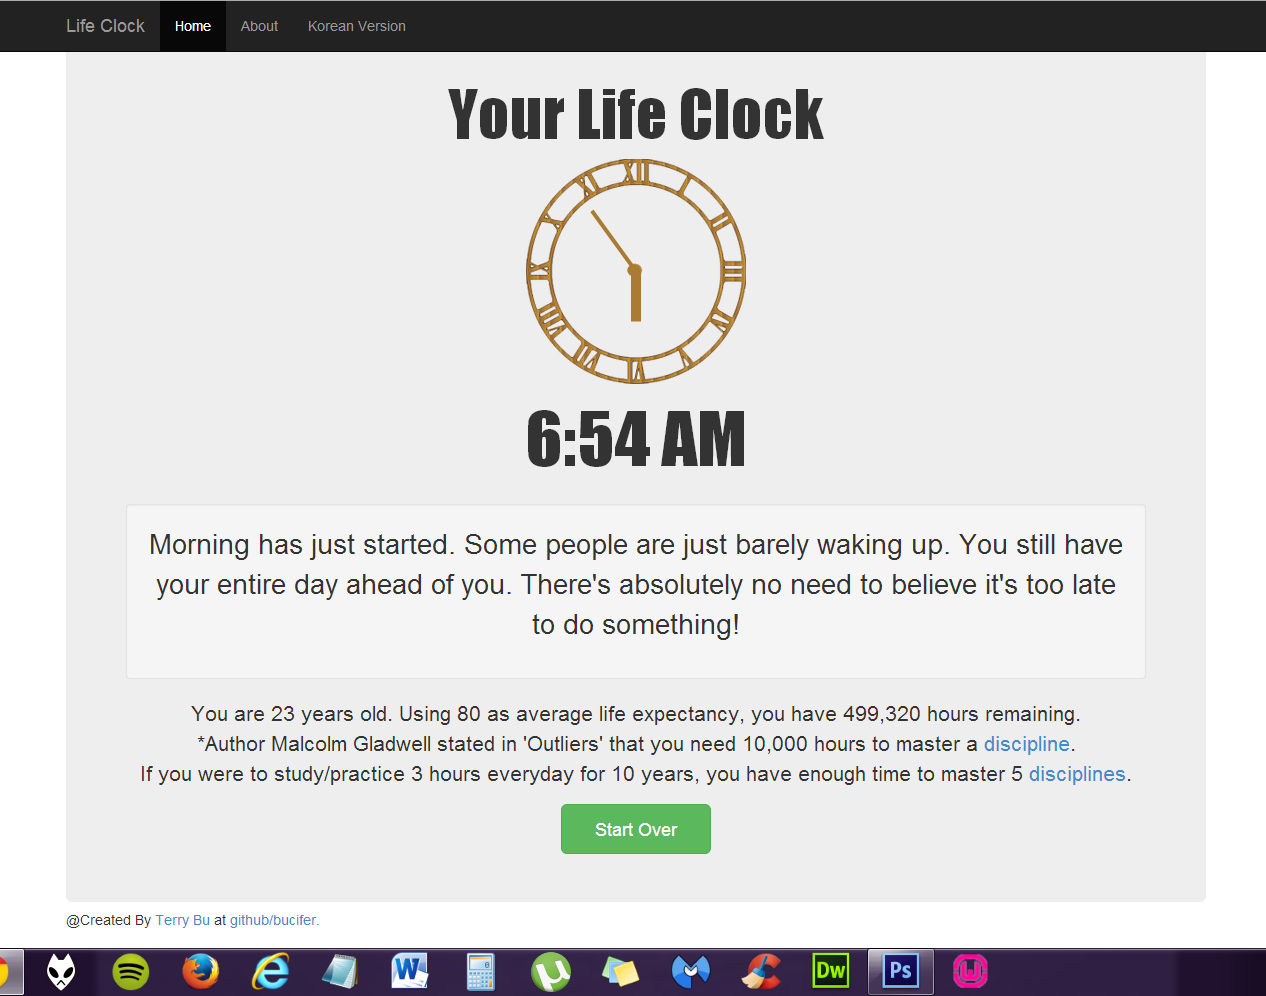 Life Clock Home About Korean Version
Your Life Clock
XII
I
II
III
V
VI
VII
VIII
IX
X
XI
6:54 AM
Morning has just started. Some people are just barely waking up. You still have
your entire day ahead of you. There's absolutely no need to believe it's too late
to do something!
You are 23 years old. Using 80 as average life expectancy, you have 499,320 hours remaining.
*Author Malcolm Gladwell stated in 'Outliers' that you need 10,000 hours to master a discipline.
If you were to study/practice 3 hours everyday for 10 years, you have enough time to master 5 disciplines.
Start Over
@Created By Terry Bu at github/bucifer.
W
µ
Dw
Ps